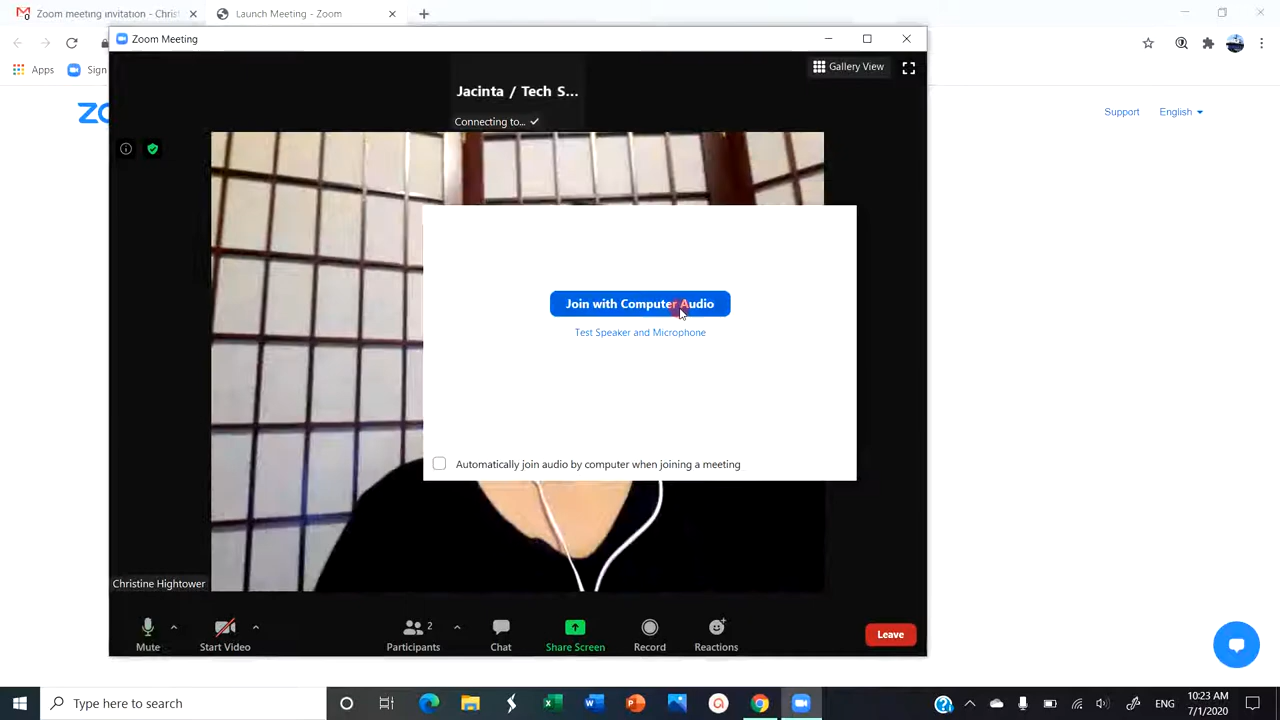 Zoom meeting invitation - Christ
Launch Meeting - Zoom
Apps
Sign
Zoom Meeting
Gallery View
Jacinta / Tech S...
Connecting to...
Support
English
Join with Computer Audio
Test Speaker and Microphone
Automatically join audio by computer when joining a meeting
Christine Hightower
2
Mute
Start Video
Participants
Chat
Share Screen
Record
Reactions
Leave
Type here to search
ENG
10:23 AM
7/1/2020